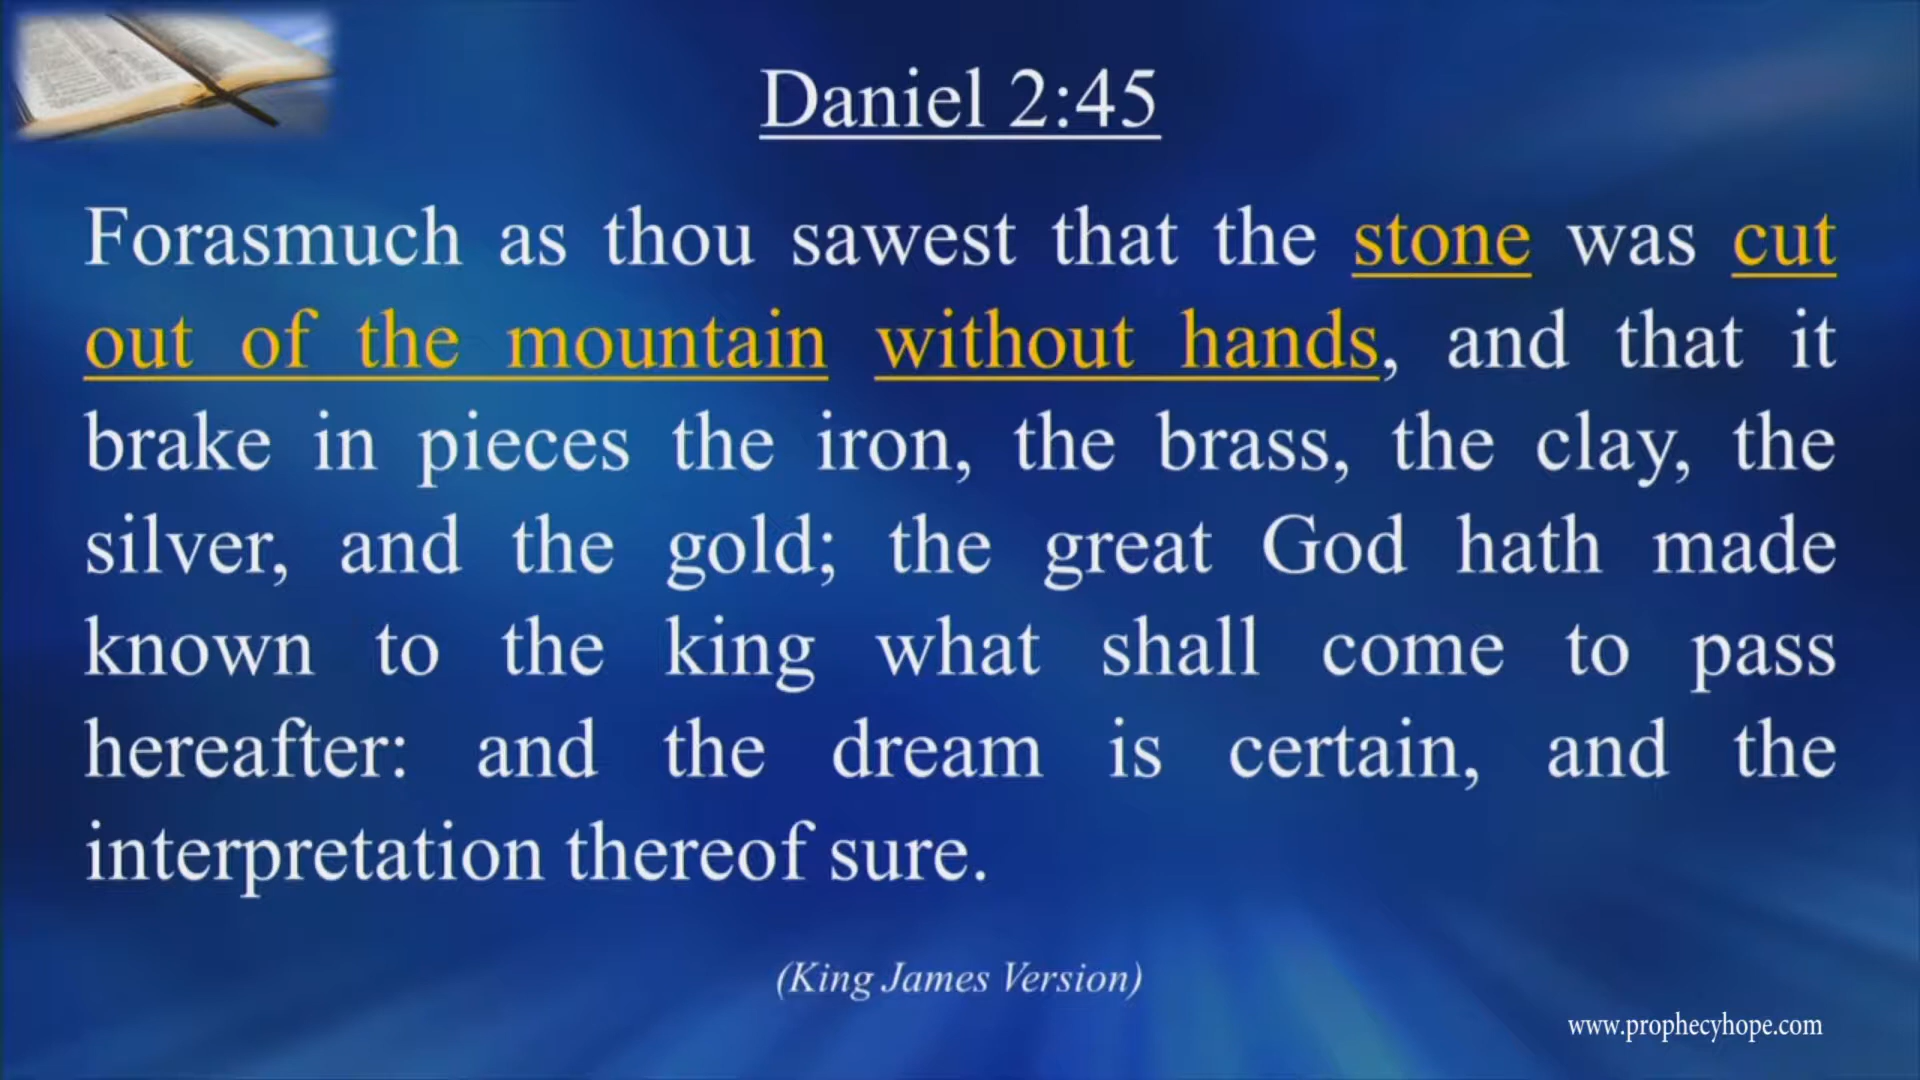 Daniel 2:45
Forasmuch as thou sawest that the stone was cut
out of the mountain without hands, and that it
brake in pieces the iron, the brass, the clay, the
silver, and the gold; the great God hath made
known to the king what shall come to pass
hereafter: and the dream is certain, and the
interpretation thereof sure.
(King James Version)
www.prophecyhope.com